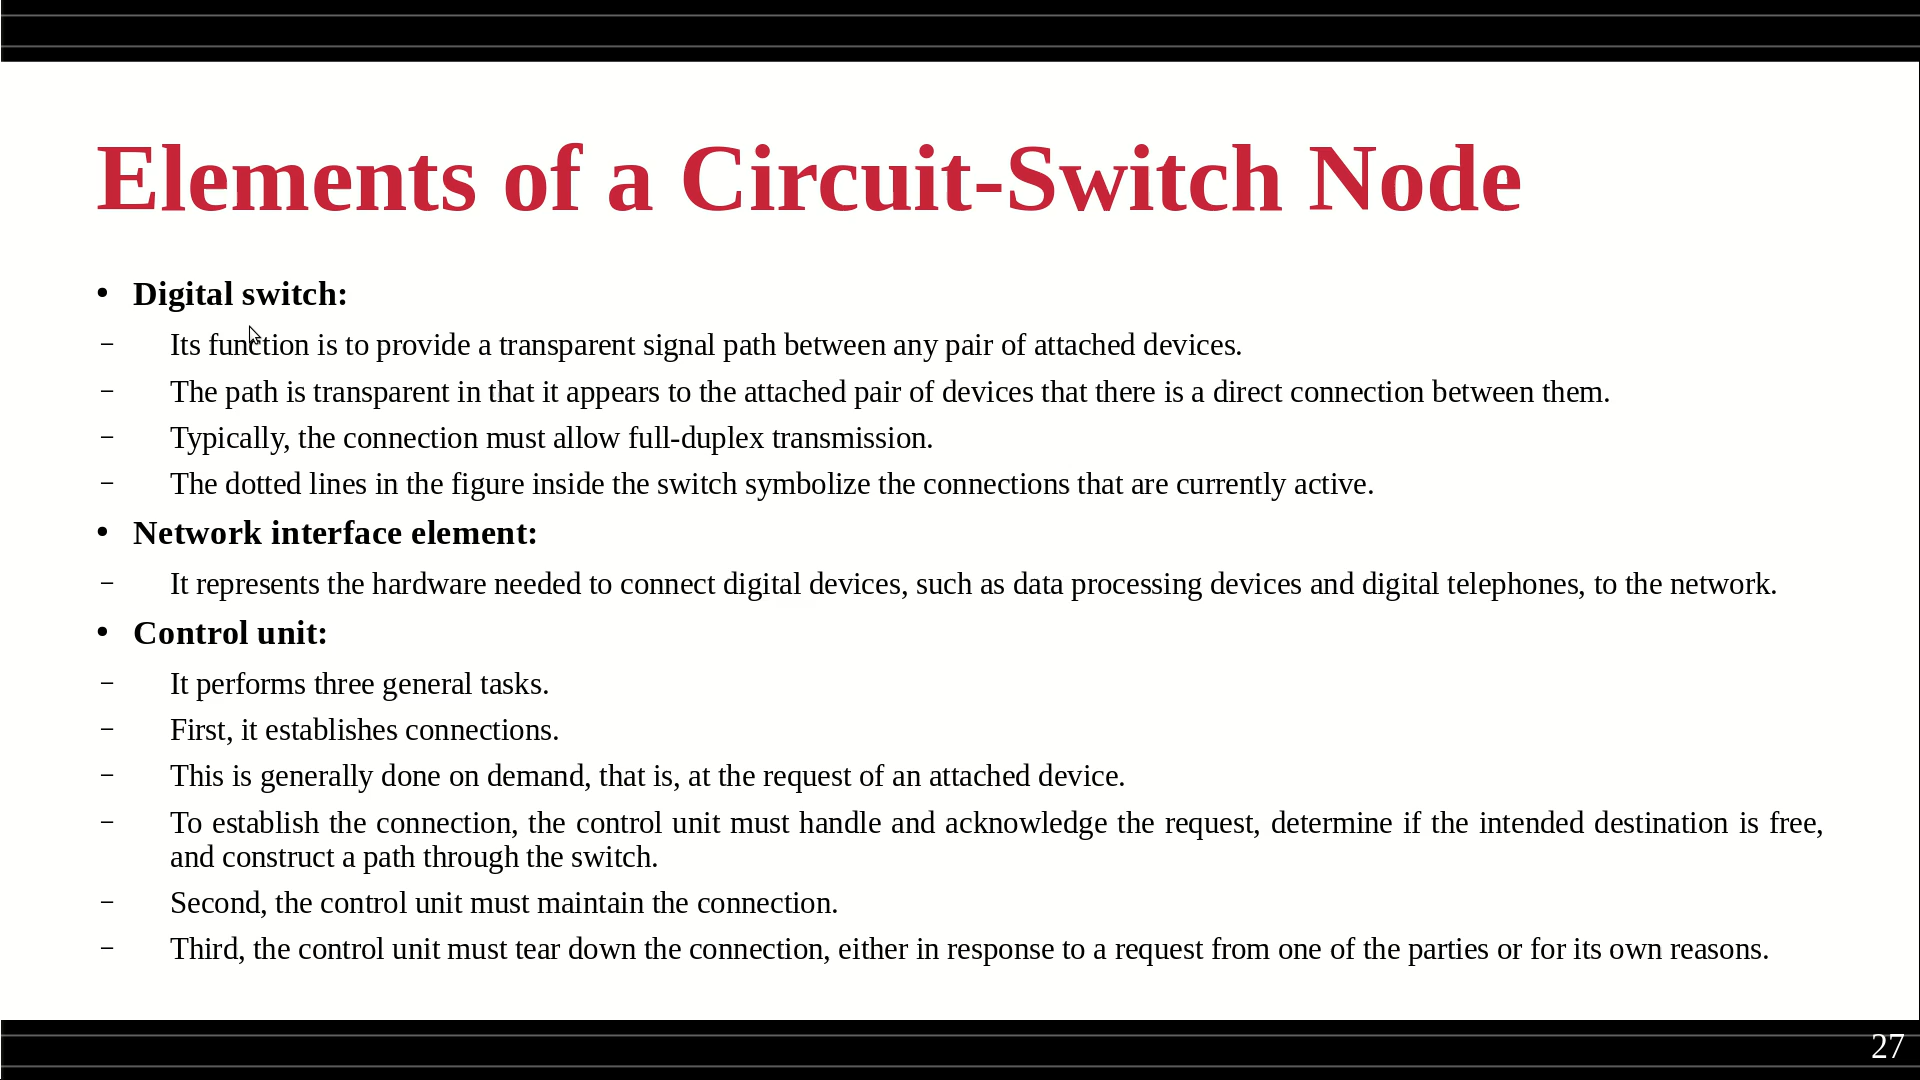 Elements of a Circuit-Switch Node
• Digital switch:
– Its function is to provide a transparent signal path between any pair of attached devices.
– The path is transparent in that it appears to the attached pair of devices that there is a direct connection between them.
– Typically, the connection must allow full-duplex transmission.
– The dotted lines in the figure inside the switch symbolize the connections that are currently active.
• Network interface element:
– It represents the hardware needed to connect digital devices, such as data processing devices and digital telephones, to the network.
• Control unit:
– It performs three general tasks.
– First, it establishes connections.
– This is generally done on demand, that is, at the request of an attached device.
– To establish the connection, the control unit must handle and acknowledge the request, determine if the intended destination is free,
and construct a path through the switch.
– Second, the control unit must maintain the connection.
– Third, the control unit must tear down the connection, either in response to a request from one of the parties or for its own reasons.
27